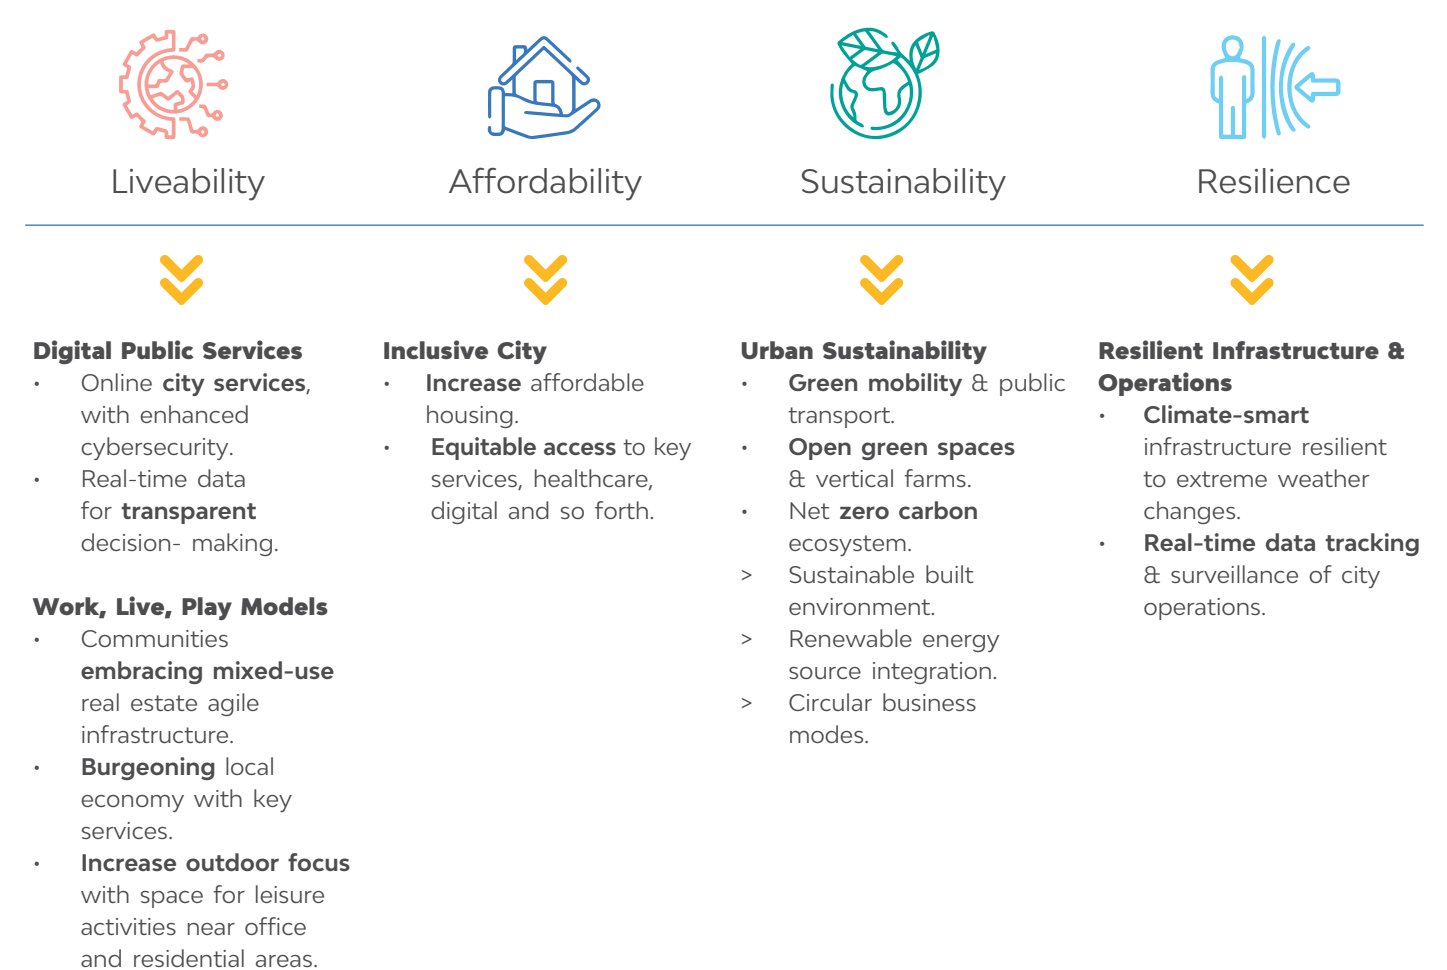 Liveability
Affordability
Sustainability
Resilience
Digital Public Services
• Online city services,
with enhanced
cybersecurity.
• Real-time data
for transparent
decision- making.
Work, Live, Play Models
• Communities
embracing mixed-use
real estate agile
infrastructure.
• Burgeoning local
economy with key
services.
• Increase outdoor focus
with space for leisure
activities near office
and residential areas.
Inclusive City
• Increase affordable
housing.
• Equitable access to key
services, healthcare,
digital and so forth.
Urban Sustainability
• Green mobility & public
transport.
• Open green spaces
& vertical farms.
• Net zero carbon
ecosystem.
> Sustainable built
environment.
> Renewable energy
source integration.
> Circular business
modes.
Resilient Infrastructure &
Operations
• Climate-smart
infrastructure resilient
to extreme weather
changes.
• Real-time data tracking
& surveillance of city
operations.